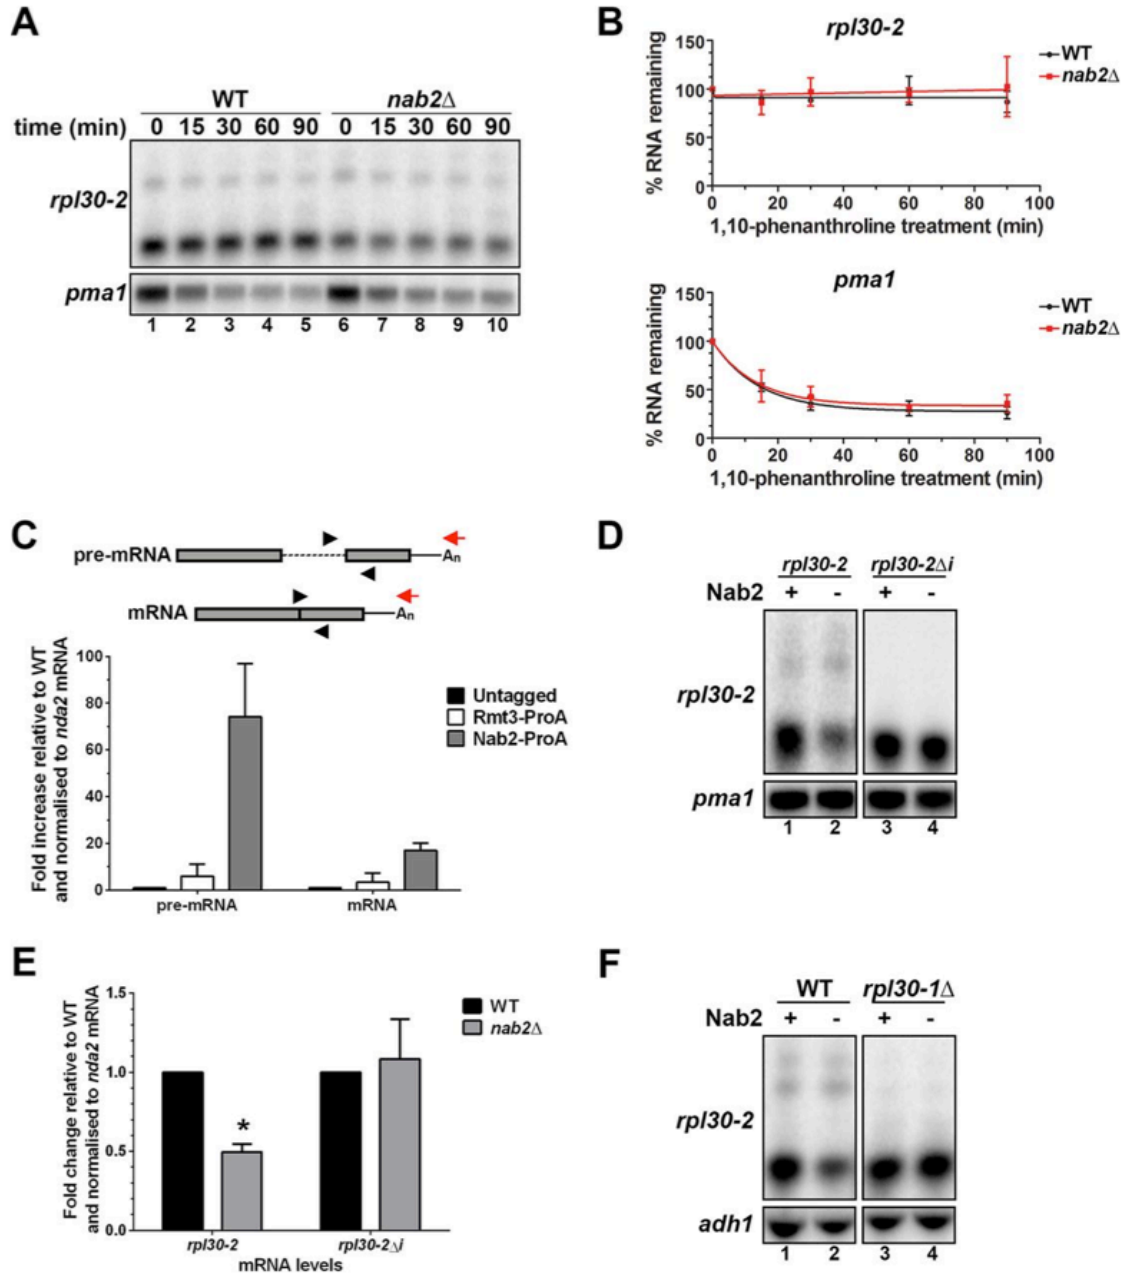 A
WT nab2Δ
time (min) 0 15 30 60 90 0 15 30 60 90
rpl30-2
pma1
1 2 3 4 5 6 7 8 9 10
B
rpl30-2
% RNA remaining
150
100
50
0
0 20 40 60 80 100
1,10-phenanthroline treatment (min)
WT
nab2Δ
pma1
% RNA remaining
150
100
50
0
0 20 40 60 80 100
1,10-phenanthroline treatment (min)
WT
nab2Δ
C
pre-mRNA An
mRNA An
Fold increase relative to WT
and normalised to nda2 mRNA
100
80
60
40
20
0
pre-mRNA mRNA
Untagged
Rmt3-ProA
Nab2-ProA
D
rpl30-2 rpl30-2Δi
Nab2 + - + -
rpl30-2
pma1
1 2 3 4
E
Fold change relative to WT
and normalised to nda2 mRNA
1.5
1.0
0.5
0.0
*
rpl30-2 rpl30-2Δi
mRNA levels
WT
nab2Δ
F
WT rpl30-1Δ
Nab2 + - + -
rpl30-2
adh1
1 2 3 4